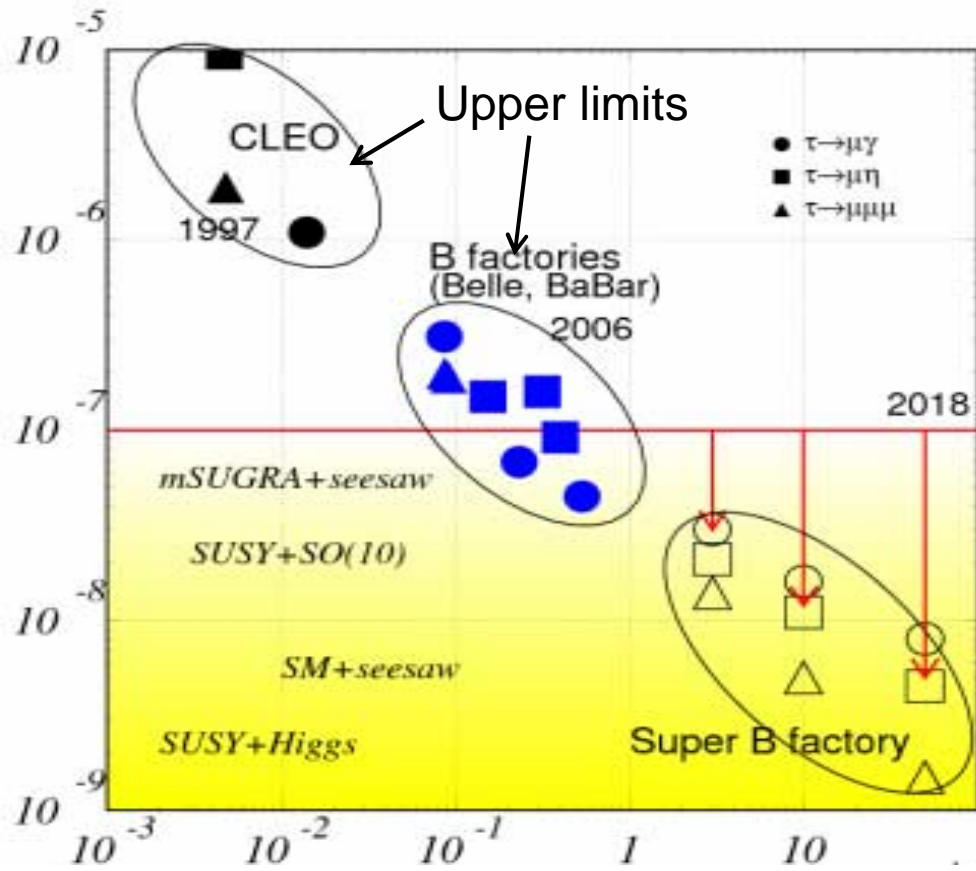 10⁻⁵
Upper limits
CLEO
τ→μγ
τ→μη
τ→μμμ
10⁻⁶
1997
B factories
(Belle, BaBar)
2006
10⁻⁷
2018
mSUGRA+seesaw
SUSY+SO(10)
10⁻⁸
SM+seesaw
SUSY+Higgs
Super B factory
10⁻⁹
10⁻³ 10⁻² 10⁻¹ 1 10